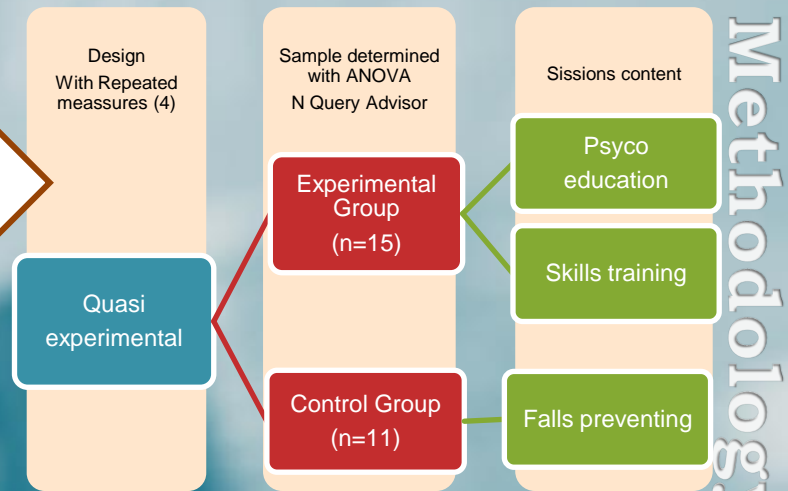 Design
With Repeated
meassures (4)
Quasi
experimental
Sample determined
with ANOVA
N Query Advisor
Experimental
Group
(n=15)
Control Group
(n=11)
Sissions content
Psyco
education
Skills training
Falls preventing
Methodolog